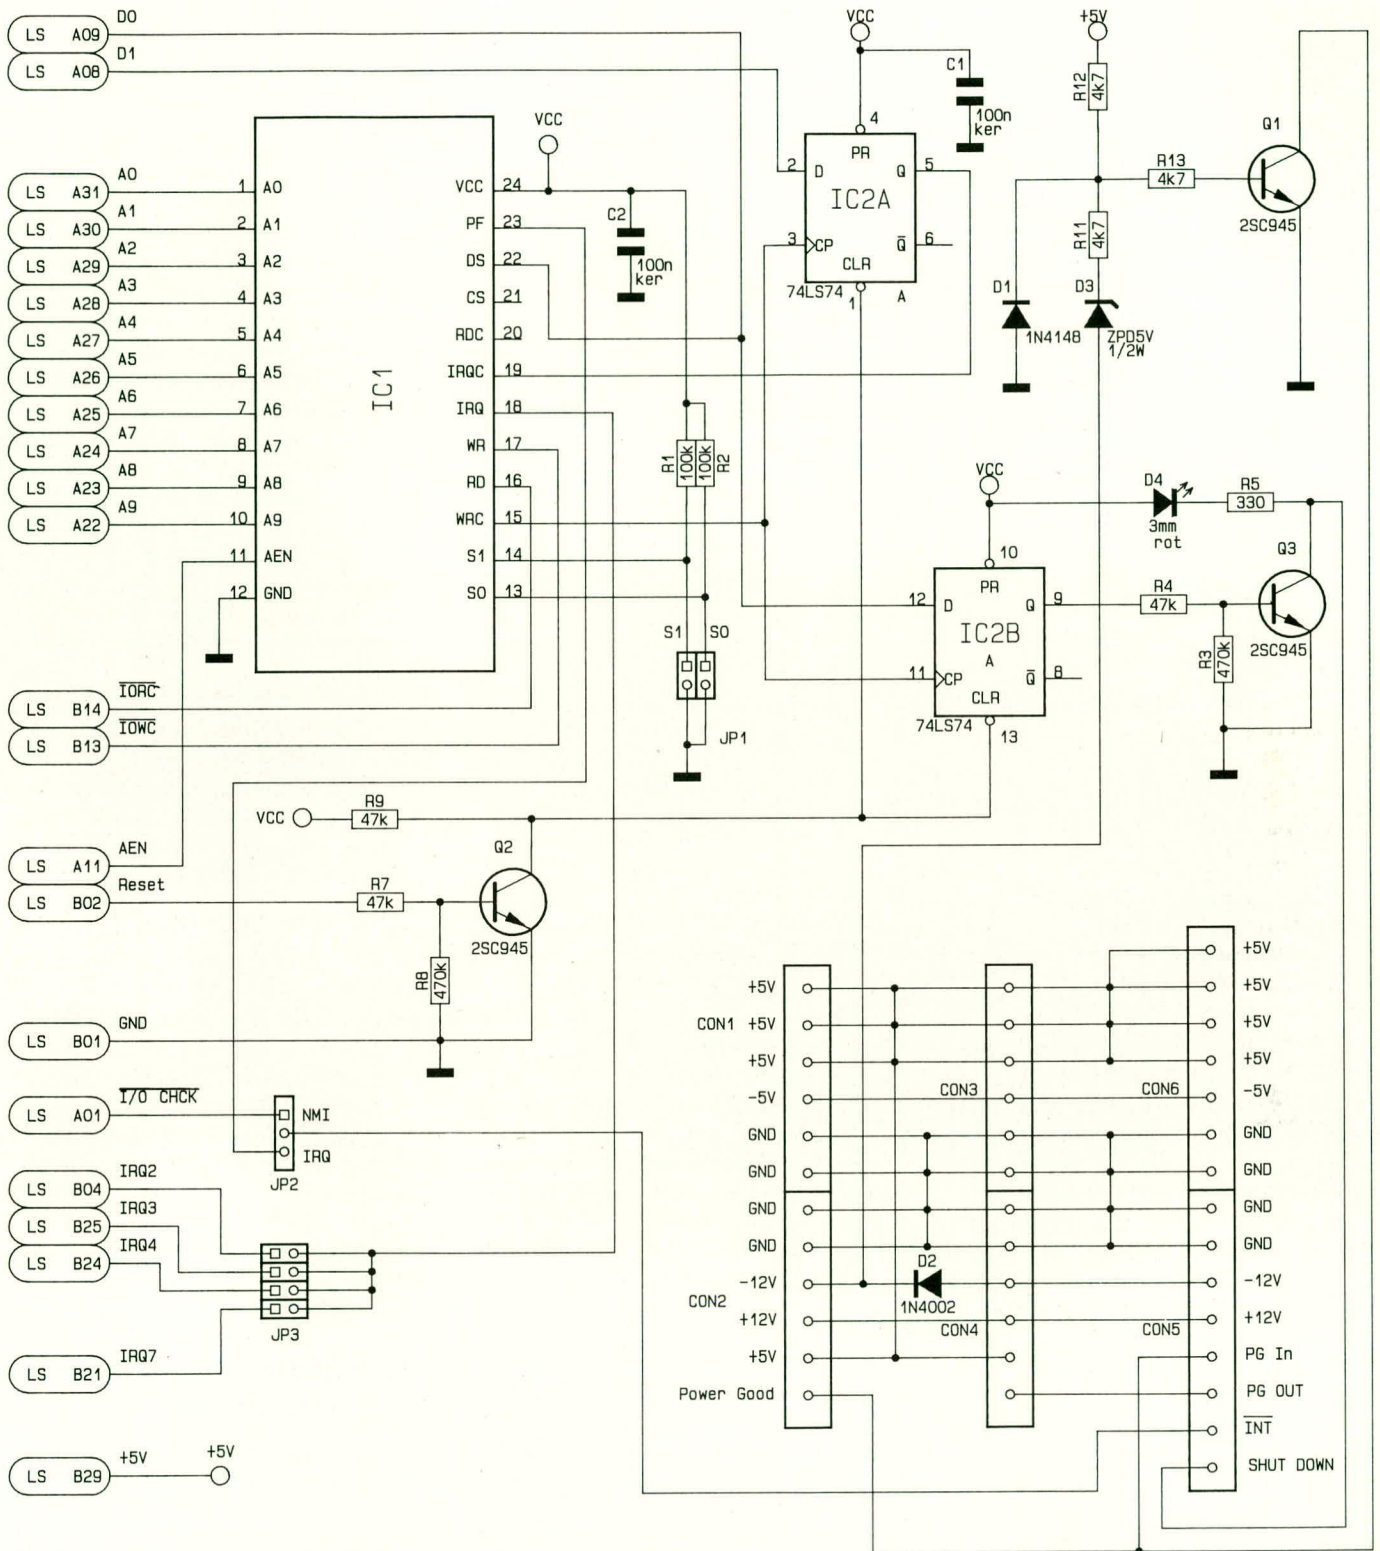 D0
LS A09
D1
LS A08
A0
LS A31
A1
LS A30
A2
LS A29
A3
LS A28
A4
LS A27
A5
LS A26
A6
LS A25
A7
LS A24
A8
LS A23
A9
LS A22
IORC
LS B14
IOWC
LS B13
AEN
LS A11
Reset
LS B02
GND
LS B01
I/O CHCK
LS A01
IRQ2
LS B04
IRQ3
LS B25
IRQ4
LS B24
IRQ7
LS B21
+5V
LS B29
+5V
IC1
1 A0
2 A1
3 A2
4 A3
5 A4
6 A5
7 A6
8 A7
9 A8
10 A9
11 AEN
12 GND
VCC 24
PF 23
DS 22
CS 21
RDC 20
IRQC 19
IRQ 18
WR 17
RD 16
WRC 15
S1 14
S0 13
VCC
C2
100n
ker
R1
100k
100k
R2
S1 S0
JP1
VCC
C1
100n
ker
4
PR
2 D
Q 5
IC2A
3 CP
Q 6
CLR
74LS74
1
A
+5V
R12
4k7
R13
4k7
R11
4k7
Q1
2SC945
D1
1N4148
D3
ZPD5V
1/2W
VCC
D4
3mm
rot
R5
330
Q3
2SC945
10
PR
12 D
Q 9
IC2B
A
11 CP
Q 8
CLR
74LS74
13
R4
47k
R3
470k
VCC
R9
47k
Q2
2SC945
R7
47k
R8
470k
NMI
IRQ
JP2
JP3
+5V
CON1 +5V
+5V
-5V
GND
GND
GND
GND
-12V
CON2
+12V
+5V
Power Good
CON3
CON4
D2
1N4002
CON6
CON5
+5V
+5V
+5V
+5V
-5V
GND
GND
GND
GND
-12V
+12V
PG In
PG OUT
INT
SHUT DOWN